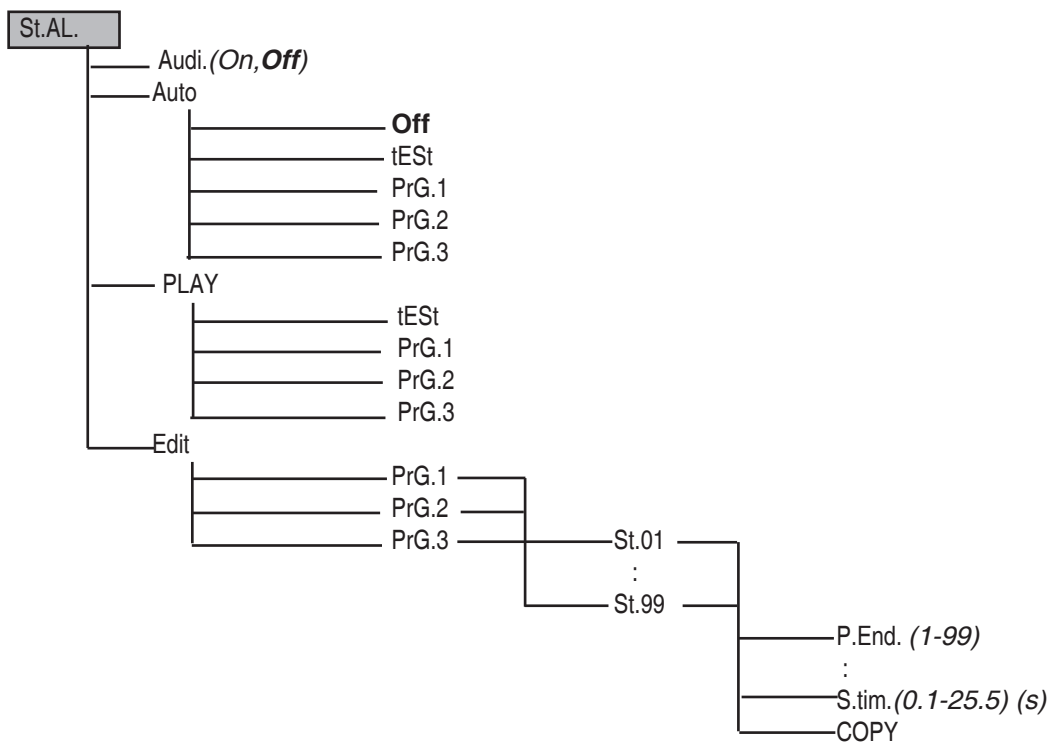 St.AL.
Audi.(On,Off)
Auto
Off
tESt
PrG.1
PrG.2
PrG.3
PLAY
tESt
PrG.1
PrG.2
PrG.3
Edit
PrG.1
PrG.2
PrG.3
St.01
:
St.99
P.End. (1-99)
:
S.tim.(0.1-25.5) (s)
COPY